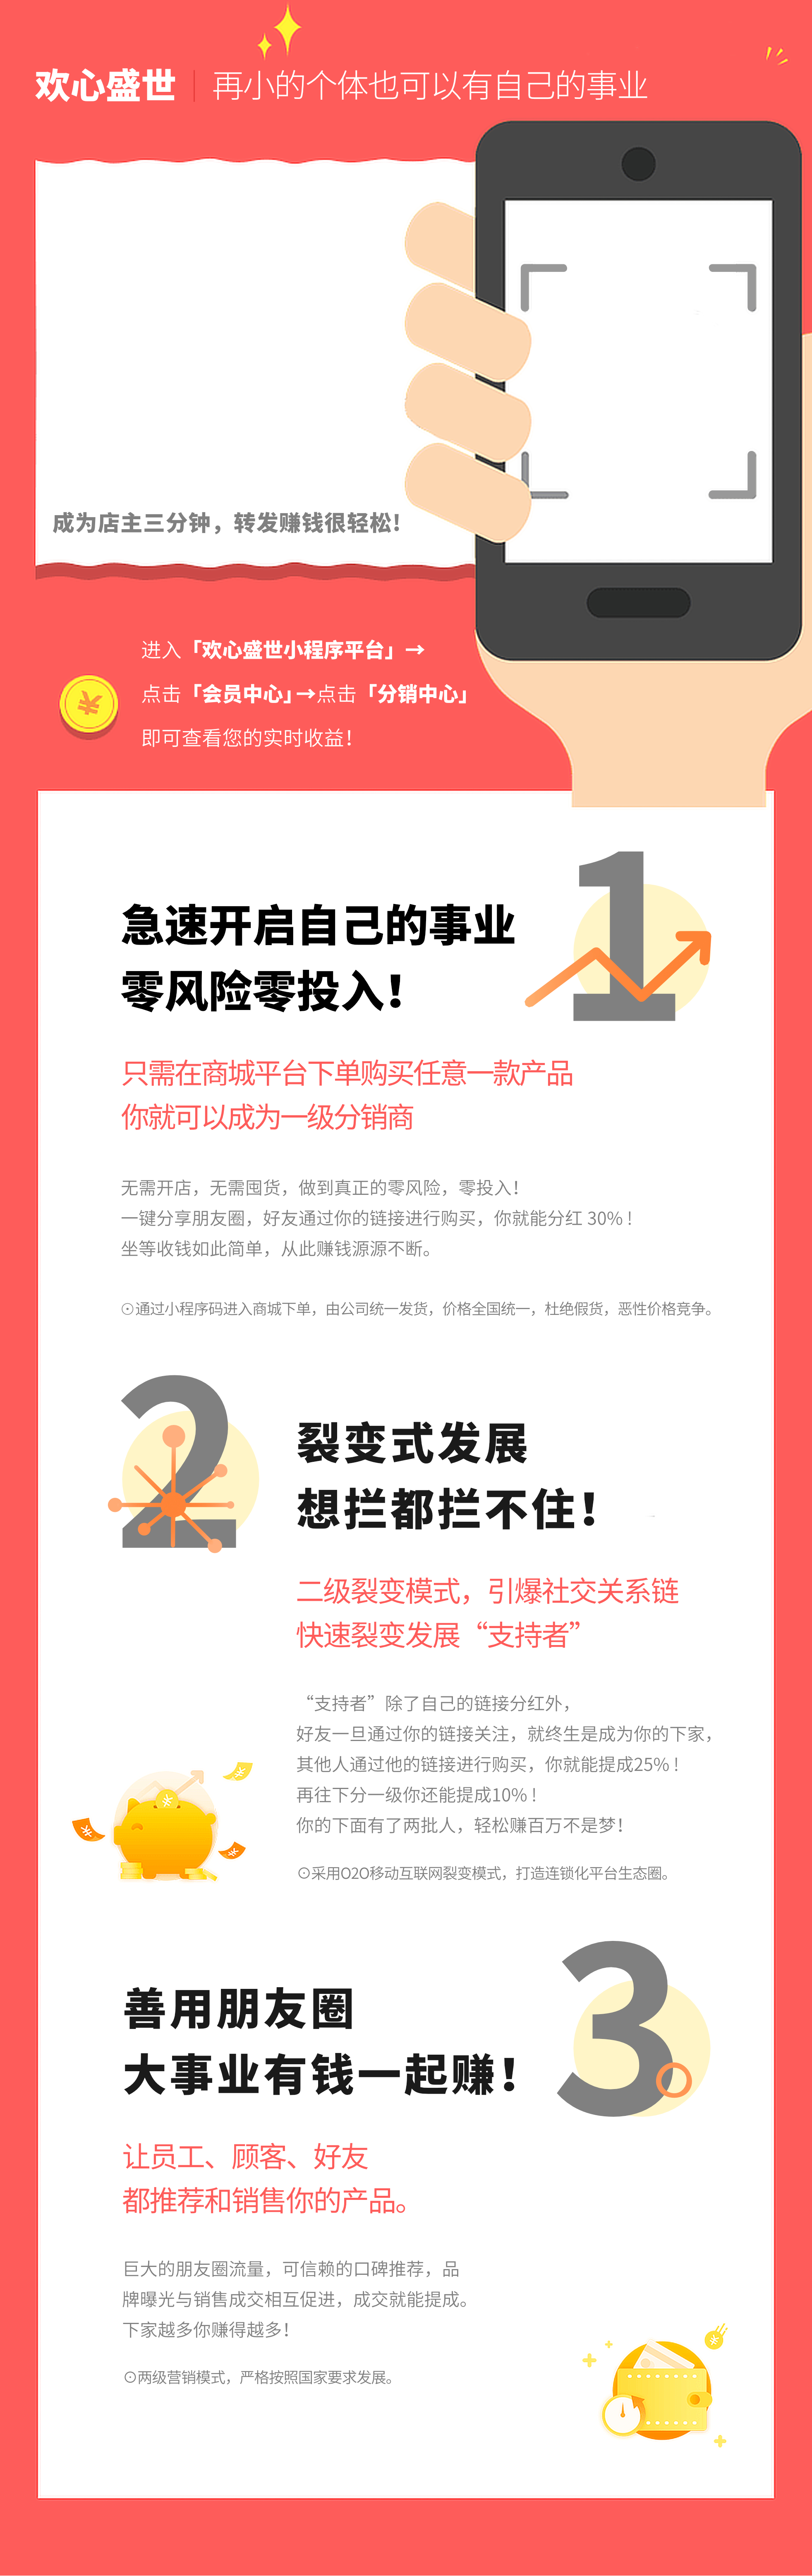 欢心盛世 | 再小的个体也可以有自己的事业
成为店主三分钟，转发赚钱很轻松！
进入「欢心盛世小程序平台」→
点击「会员中心」→点击「分销中心」
即可查看您的实时收益！
¥
1
急速开启自己的事业
零风险零投入！
只需在商城平台下单购买任意一款产品
你就可以成为一级分销商
无需开店，无需囤货，做到真正的零风险，零投入！
一键分享朋友圈，好友通过你的链接进行购买，你就能分红 30%！
坐等收钱如此简单，从此赚钱源源不断。
⊙通过小程序码进入商城下单，由公司统一发货，价格全国统一，杜绝假货，恶性价格竞争。
2
裂变式发展
想拦都拦不住！
二级裂变模式，引爆社交关系链
快速裂变发展“支持者”
“支持者”除了自己的链接分红外，
好友一旦通过你的链接关注，就终生是成为你的下家，
其他人通过他的链接进行购买，你就能提成25%！
再往下分一级你还能提成10%！
你的下面有了两批人，轻松赚百万不是梦！
⊙采用O2O移动互联网裂变模式，打造连锁化平台生态圈。
3
善用朋友圈
大事业有钱一起赚！
让员工、顾客、好友
都推荐和销售你的产品。
巨大的朋友圈流量，可信赖的口碑推荐，品
牌曝光与销售成交相互促进，成交就能提成。
下家越多你赚得越多！
⊙两级营销模式，严格按照国家要求发展。